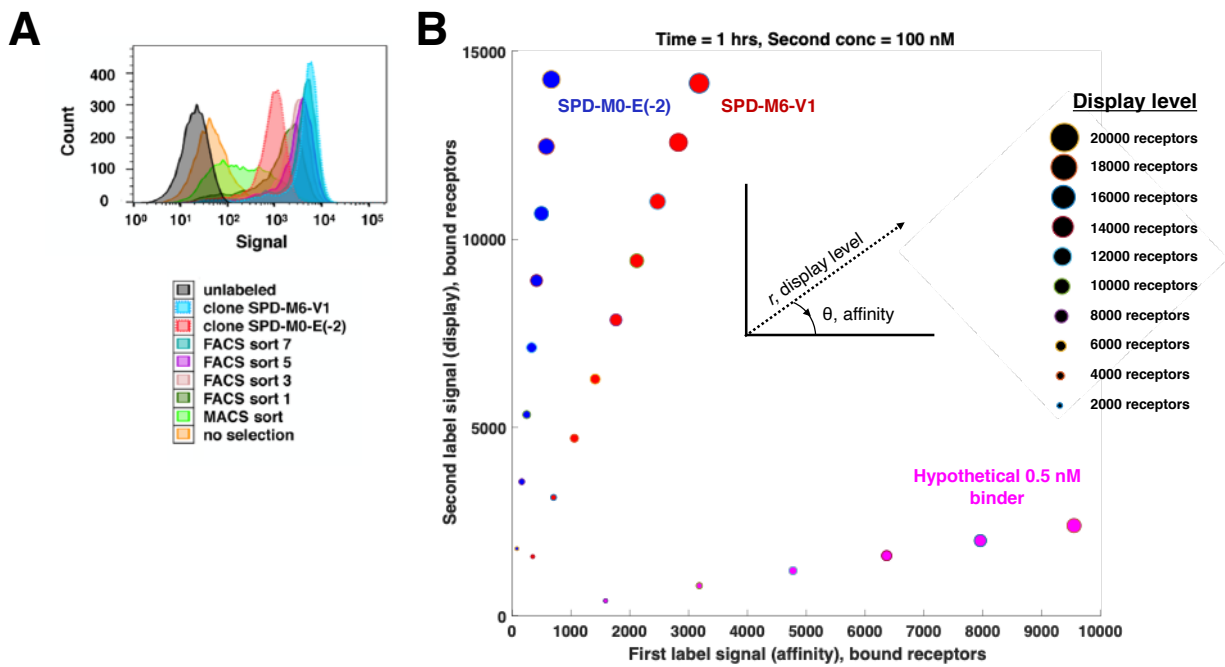 A
400
300
200
100
0
Count
10⁰ 10¹ 10² 10³ 10⁴ 10⁵
Signal
unlabeled
clone SPD-M6-V1
clone SPD-M0-E(-2)
FACS sort 7
FACS sort 5
FACS sort 3
FACS sort 1
MACS sort
no selection
B
Time = 1 hrs, Second conc = 100 nM
15000
10000
5000
0
Second label signal (display), bound receptors
SPD-M0-E(-2)
SPD-M6-V1
r, display level
θ, affinity
Hypothetical 0.5 nM
binder
0 1000 2000 3000 4000 5000 6000 7000 8000 9000 10000
First label signal (affinity), bound receptors
Display level
20000 receptors
18000 receptors
16000 receptors
14000 receptors
12000 receptors
10000 receptors
8000 receptors
6000 receptors
4000 receptors
2000 receptors